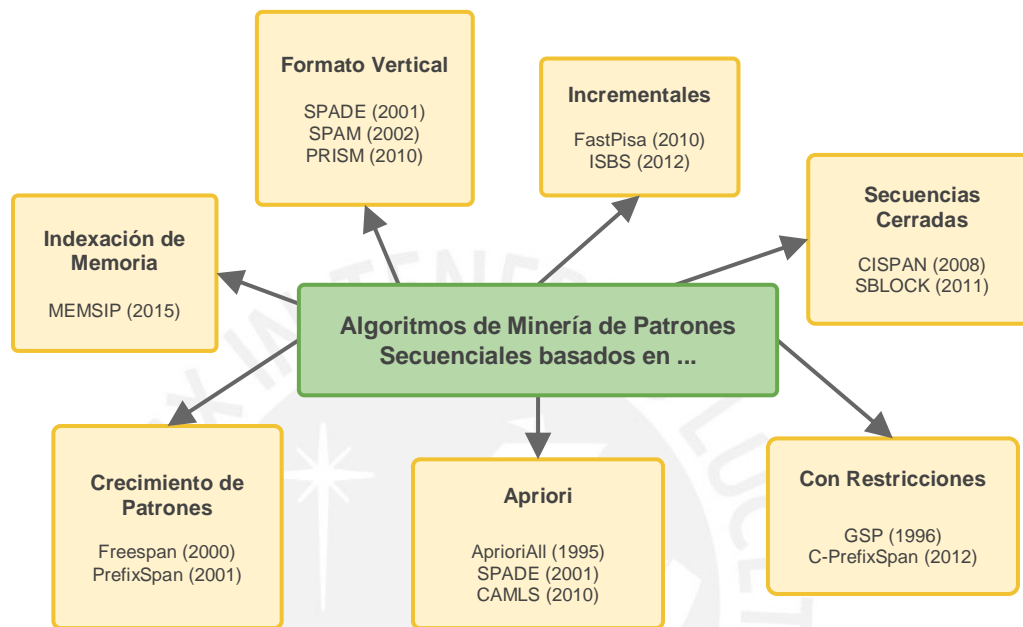 Formato Vertical
SPADE (2001)
SPAM (2002)
PRISM (2010)
Incrementales
FastPisa (2010)
ISBS (2012)
Secuencias
Cerradas
CISPAN (2008)
SBLOCK (2011)
Indexación de
Memoria
MEMSIP (2015)
Algoritmos de Minería de Patrones
Secuenciales basados en ...
Crecimiento de
Patrones
Freespan (2000)
PrefixSpan (2001)
Apriori
AprioriAll (1995)
SPADE (2001)
CAMLS (2010)
Con Restricciones
GSP (1996)
C-PrefixSpan (2012)